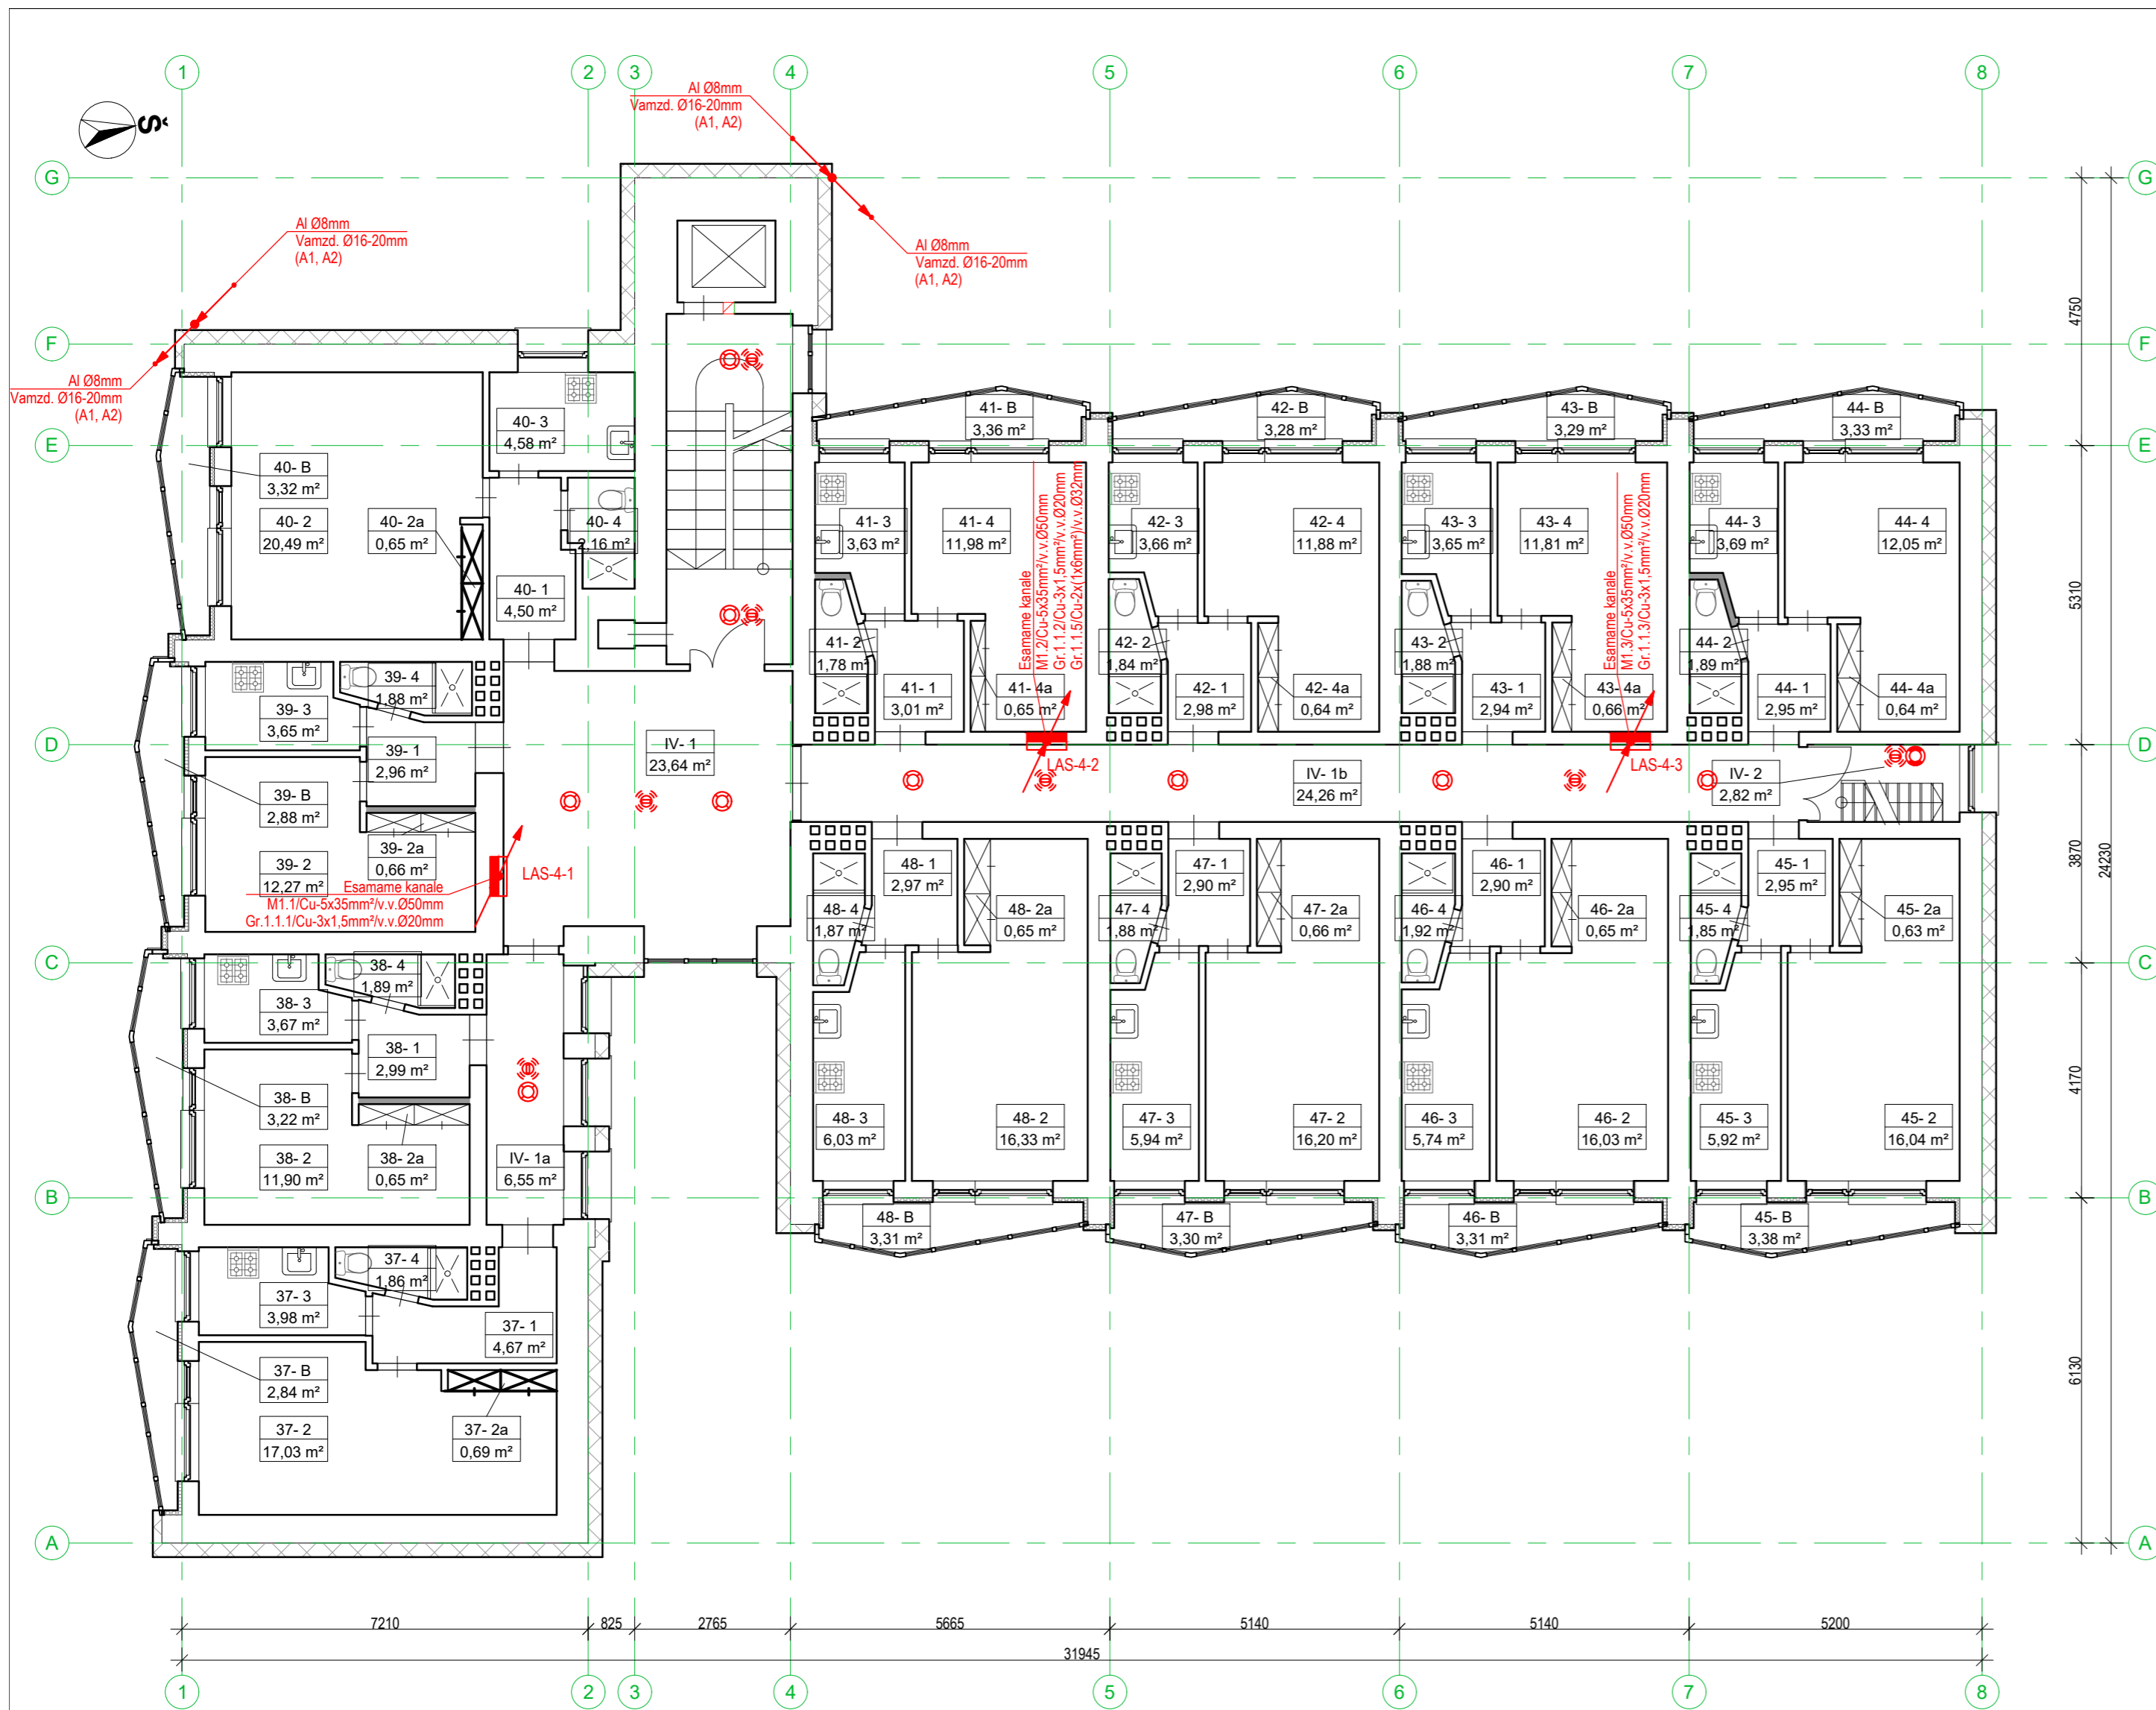 1
2
3
4
5
6
7
8
Š
Al Ø8mm
Vamzd. Ø16-20mm
(A1, A2)
G
G
Al Ø8mm
Vamzd. Ø16-20mm
(A1, A2)
Al Ø8mm
Vamzd. Ø16-20mm
(A1, A2)
4750
F
F
Al Ø8mm
Vamzd. Ø16-20mm
(A1, A2)
E
E
40- 3
4,58 m²
41- B
3,36 m²
42- B
3,28 m²
43- B
3,29 m²
44- B
3,33 m²
40- B
3,32 m²
40- 2
20,49 m²
40- 2a
0,65 m²
40- 4
2,16 m²
40- 1
4,50 m²
41- 3
3,63 m²
41- 4
11,98 m²
Esamame kanale
M1.2/Cu-5x35mm²/v.v.Ø50mm
Gr.1.1.2/Cu-3x1,5mm²/v.v.Ø20mm
Gr.1.1.5/Cu-2x(1x6mm²)/v.v.Ø32mm
42- 3
3,66 m²
42- 4
11,88 m²
43- 3
3,65 m²
43- 4
11,81 m²
Esamame kanale
M1.3/Cu-5x35mm²/v.v.Ø50mm
Gr.1.1.3/Cu-3x1,5mm²/v.v.Ø20mm
44- 3
3,69 m²
44- 4
12,05 m²
5310
41- 2
1,78 m²
42- 2
1,84 m²
43- 2
1,88 m²
44- 2
1,89 m²
39- 4
1,88 m²
39- 3
3,65 m²
41- 1
3,01 m²
41- 4a
0,65 m²
42- 1
2,98 m²
42- 4a
0,64 m²
43- 1
2,94 m²
43- 4a
0,66 m²
44- 1
2,95 m²
44- 4a
0,64 m²
D
D
39- 1
2,96 m²
IV- 1
23,64 m²
LAS-4-2
IV- 1b
24,26 m²
LAS-4-3
IV- 2
2,82 m²
39- B
2,88 m²
39- 2
12,27 m²
39- 2a
0,66 m²
LAS-4-1
Esamame kanale
M1.1/Cu-5x35mm²/v.v.Ø50mm
Gr.1.1.1/Cu-3x1,5mm²/v.v.Ø20mm
3870
24230
48- 1
2,97 m²
47- 1
2,90 m²
46- 1
2,90 m²
45- 1
2,95 m²
48- 4
1,87 m²
48- 2a
0,65 m²
47- 4
1,88 m²
47- 2a
0,66 m²
46- 4
1,92 m²
46- 2a
0,65 m²
45- 4
1,85 m²
45- 2a
0,63 m²
C
C
38- 4
1,89 m²
38- 3
3,67 m²
38- 1
2,99 m²
38- B
3,22 m²
38- 2
11,90 m²
38- 2a
0,65 m²
IV- 1a
6,55 m²
4170
48- 3
6,03 m²
48- 2
16,33 m²
47- 3
5,94 m²
47- 2
16,20 m²
46- 3
5,74 m²
46- 2
16,03 m²
45- 3
5,92 m²
45- 2
16,04 m²
B
B
48- B
3,31 m²
47- B
3,30 m²
46- B
3,31 m²
45- B
3,38 m²
37- 4
1,86 m²
37- 3
3,98 m²
37- 1
4,67 m²
37- B
2,84 m²
37- 2
17,03 m²
37- 2a
0,69 m²
6130
A
A
7210
825
2765
5665
5140
5140
5200
31945
1
2
3
4
5
6
7
8